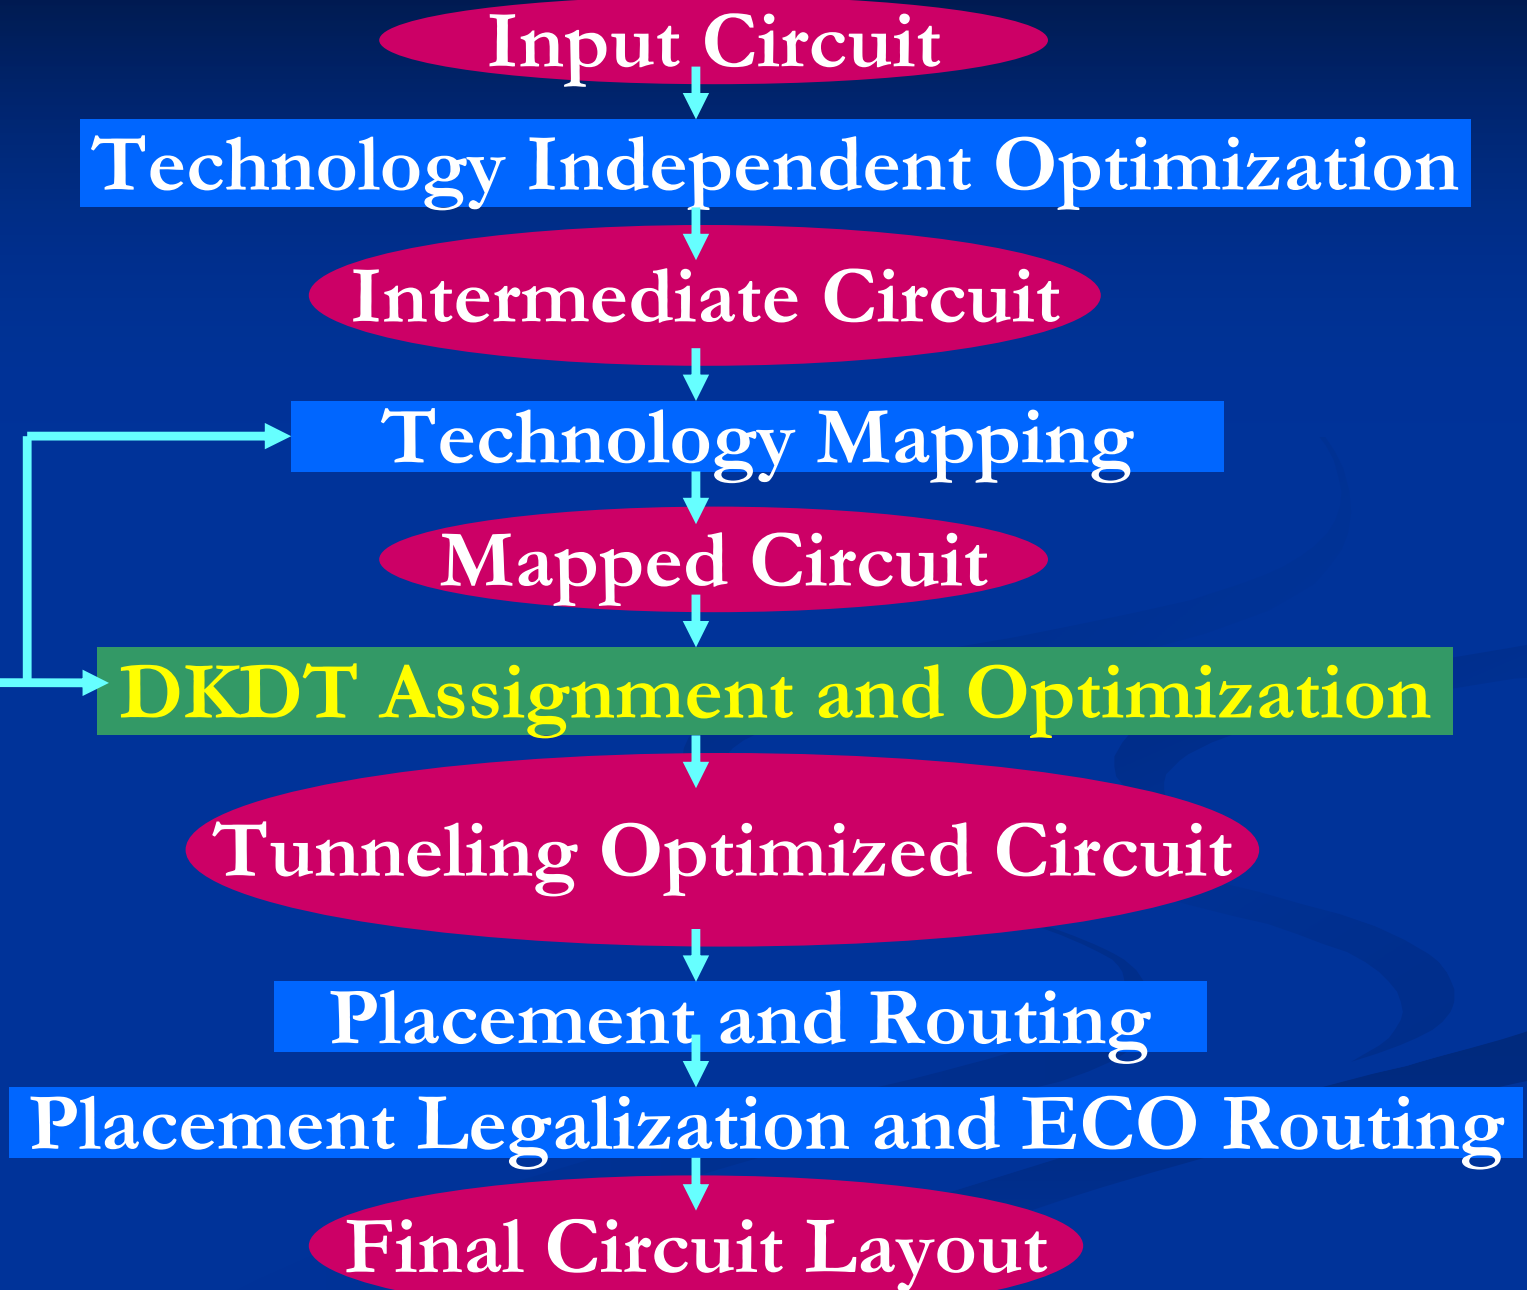 Input Circuit
Technology Independent Optimization
Intermediate Circuit
Technology Mapping
Mapped Circuit
DKDT Assignment and Optimization
Tunneling Optimized Circuit
Placement and Routing
Placement Legalization and ECO Routing
Final Circuit Layout